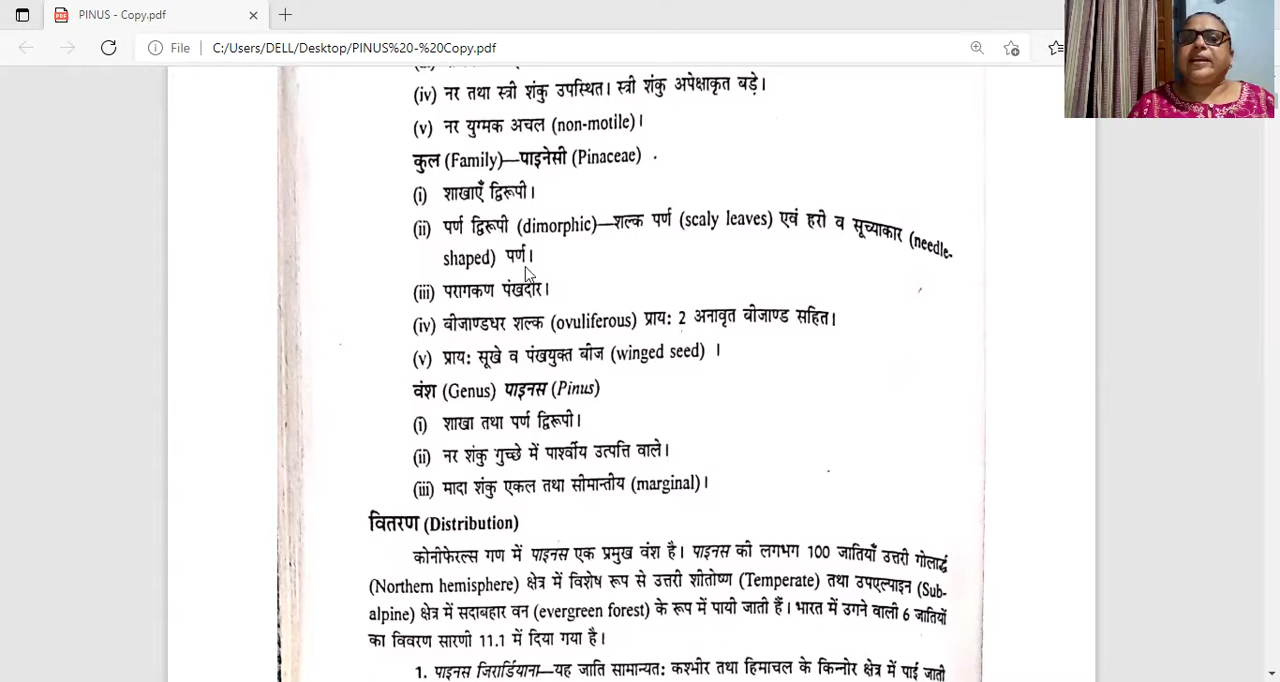 PINUS - Copy.pdf
File
C:/Users/DELL/Desktop/PINUS%20-%20Copy.pdf
(iv) नर तथा स्त्री शंकु उपस्थित। स्त्री शंकु अपेक्षाकृत बड़े।
(v) नर युग्मक अचल (non-motile)।
कुल (Family)—पाइनेसी (Pinaceae)
(i) शाखाएँ द्विरूपी।
(ii) पर्ण द्विरूपी (dimorphic)—शल्क पर्ण (scaly leaves) एवं हरी व सूच्याकार (needle-
shaped) पर्ण।
(iii) परागकण पंखदार।
(iv) बीजाण्डधर शल्क (ovuliferous) प्राय: 2 अनावृत बीजाण्ड सहित।
(v) प्राय: सूखे व पंखयुक्त बीज (winged seed) ।
वंश (Genus) पाइनस (Pinus)
(i) शाखा तथा पर्ण द्विरूपी।
(ii) नर शंकु गुच्छे में पार्श्वीय उत्पत्ति वाले।
(iii) मादा शंकु एकल तथा सीमान्तीय (marginal)।
वितरण (Distribution)
कोनीफेरल्स गण में पाइनस एक प्रमुख वंश है। पाइनस की लगभग 100 जातियाँ उत्तरी गोलार्द्ध
(Northern hemisphere) क्षेत्र में विशेष रूप से उत्तरी शीतोष्ण (Temperate) तथा उपएल्पाइन (Sub-
alpine) क्षेत्र में सदाबहार वन (evergreen forest) के रूप में पायी जाती हैं। भारत में उगने वाली 6 जातियों
का विवरण सारणी 11.1 में दिया गया है।
1. पाइनस जिरार्डियाना—यह जाति सामान्यत: कश्मीर तथा हिमाचल के किन्नोर क्षेत्र में पाई जाती